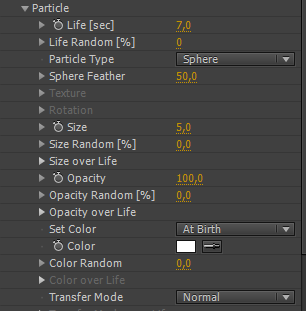 Particle
Life [sec] 7,0
Life Random [%] 0
Particle Type Sphere
Sphere Feather 50,0
Texture
Rotation
Size 5,0
Size Random [%] 0,0
Size over Life
Opacity 100,0
Opacity Random [%] 0,0
Opacity over Life
Set Color At Birth
Color
Color Random 0,0
Color over Life
Transfer Mode Normal